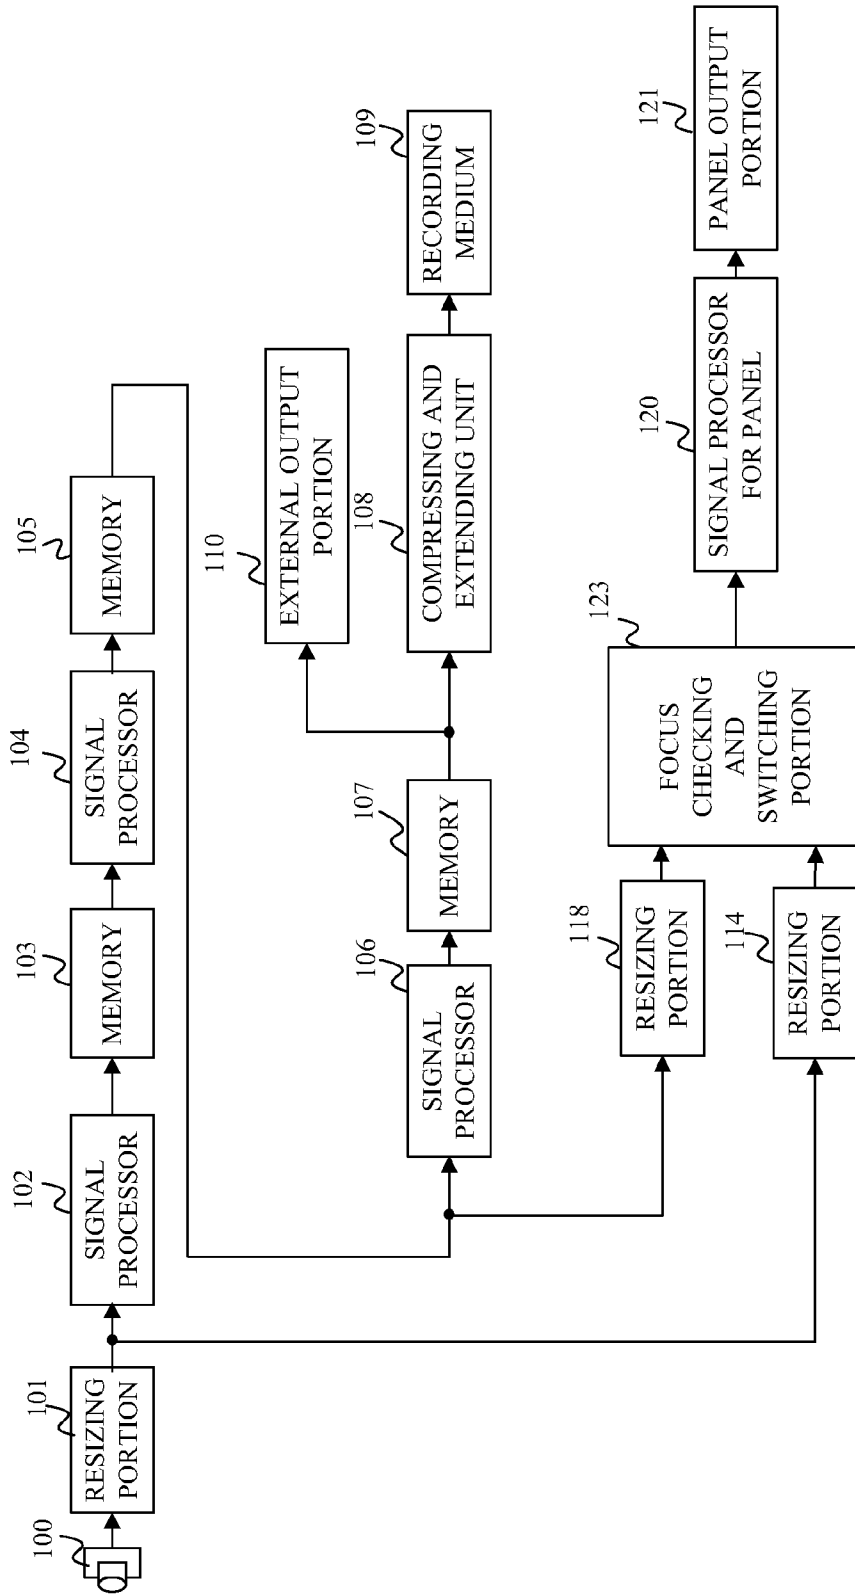 100
101
RESIZING
PORTION
102
SIGNAL
PROCESSOR
103
MEMORY
104
SIGNAL
PROCESSOR
105
MEMORY
110
EXTERNAL OUTPUT
PORTION
106
SIGNAL
PROCESSOR
107
MEMORY
108
COMPRESSING AND
EXTENDING UNIT
109
RECORDING
MEDIUM
118
RESIZING
PORTION
114
RESIZING
PORTION
123
FOCUS
CHECKING
AND
SWITCHING
PORTION
120
SIGNAL PROCESSOR
FOR PANEL
121
PANEL OUTPUT
PORTION